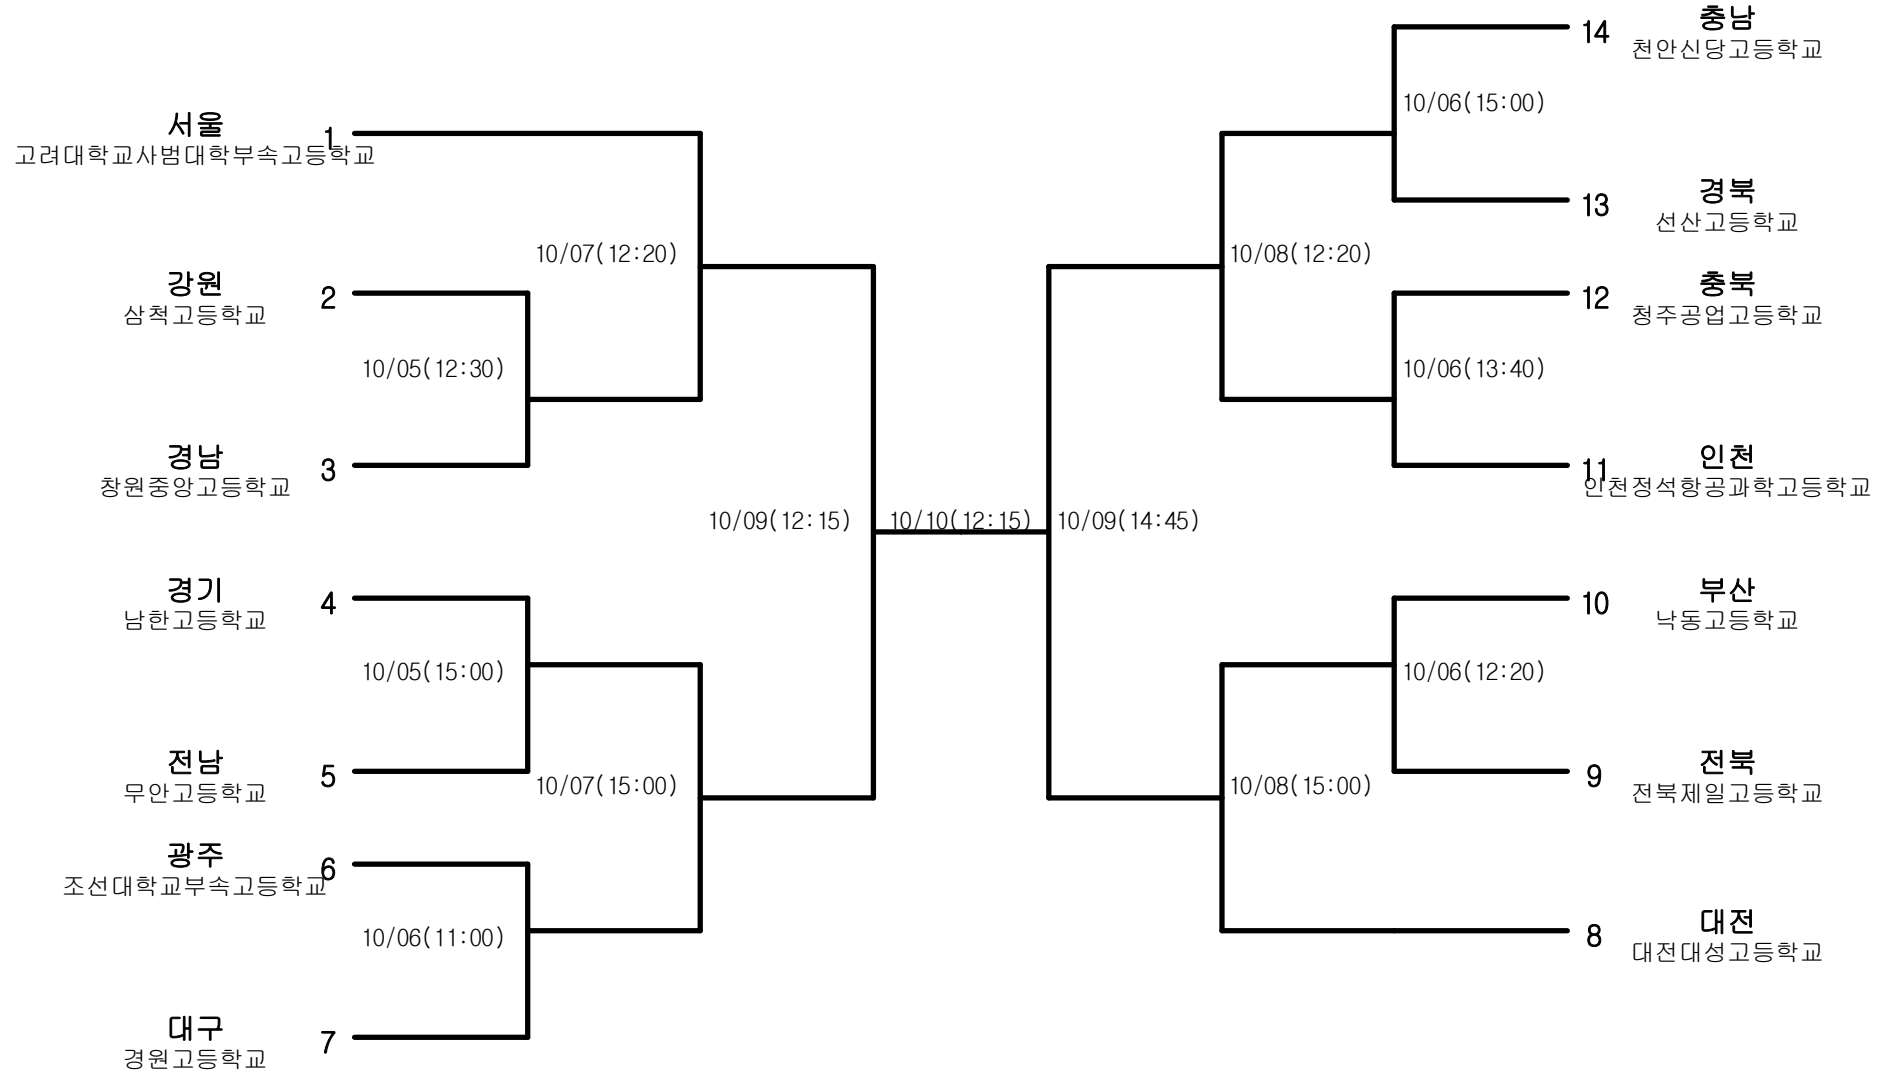 서울
1
고려대학교사범대학부속고등학교
10/07(12:20)
강원
2
삼척고등학교
10/05(12:30)
경남
3
창원중앙고등학교
10/09(12:15)
경기
4
남한고등학교
10/05(15:00)
전남
5
무안고등학교
10/07(15:00)
광주
6
조선대학교부속고등학교
10/06(11:00)
대구
7
경원고등학교
10/10(12:15)
충남
14
천안신당고등학교
10/06(15:00)
경북
13
선산고등학교
10/08(12:20)
충북
12
청주공업고등학교
10/06(13:40)
인천
11
인천정석항공과학고등학교
10/09(14:45)
부산
10
낙동고등학교
10/06(12:20)
전북
9
전북제일고등학교
10/08(15:00)
대전
8
대전대성고등학교